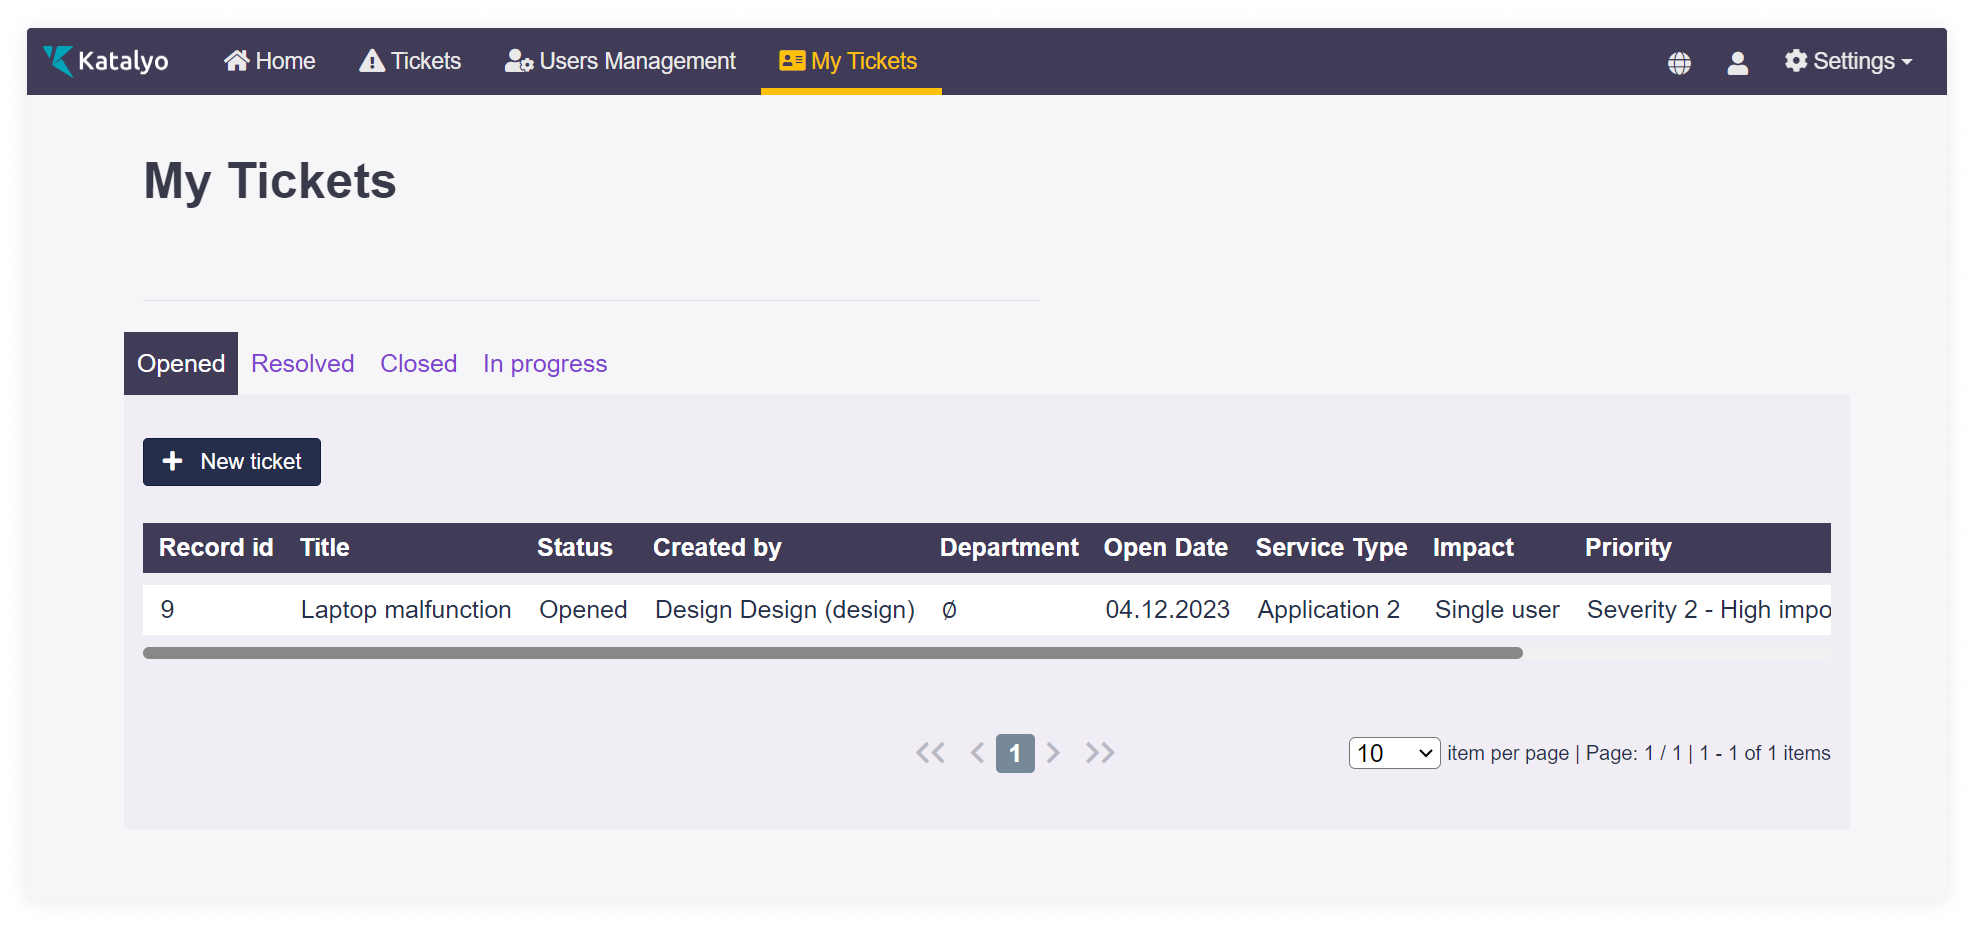 Katalyo Home Tickets Users Management My Tickets Settings
My Tickets
Opened Resolved Closed In progress
New ticket
Record id Title Status Created by Department Open Date Service Type Impact Priority
9 Laptop malfunction Opened Design Design (design) ∅ 04.12.2023 Application 2 Single user Severity 2 - High impo
<< < 1 > >> 10 item per page | Page: 1 / 1 | 1 - 1 of 1 items